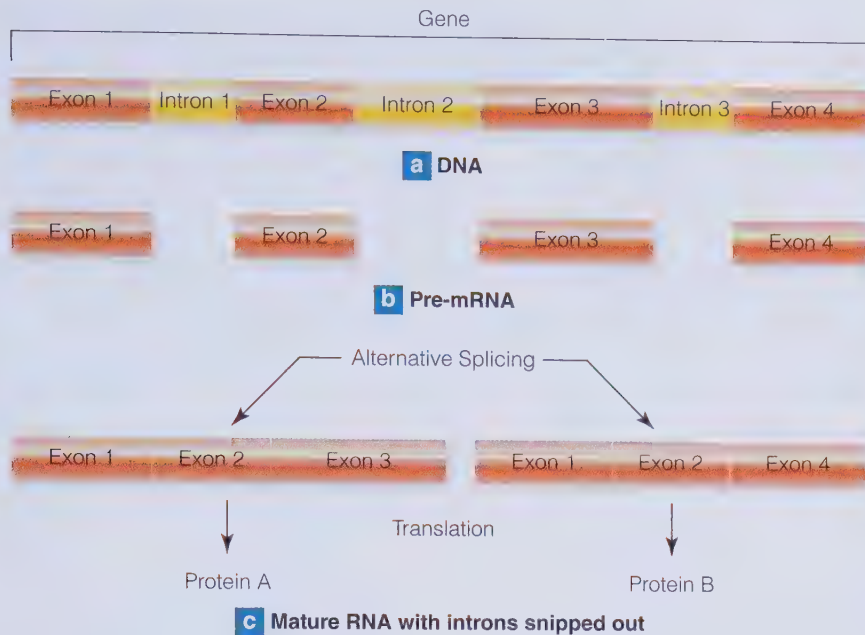 Gene
Exon 1 Intron 1 Exon 2 Intron 2 Exon 3 Intron 3 Exon 4
a DNA
Exon 1 Exon 2 Exon 3 Exon 4
b Pre-mRNA
Alternative Splicing
Exon 1 Exon 2 Exon 3 Exon 1 Exon 2 Exon 4
Translation
Protein A Protein B
c Mature RNA with introns snipped out